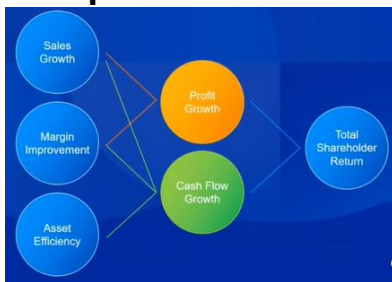 Sales
Growth
Margin
Improvement
Asset
Efficiency
Profit
Growth
Cash Flow
Growth
Total
Shareholder
Return